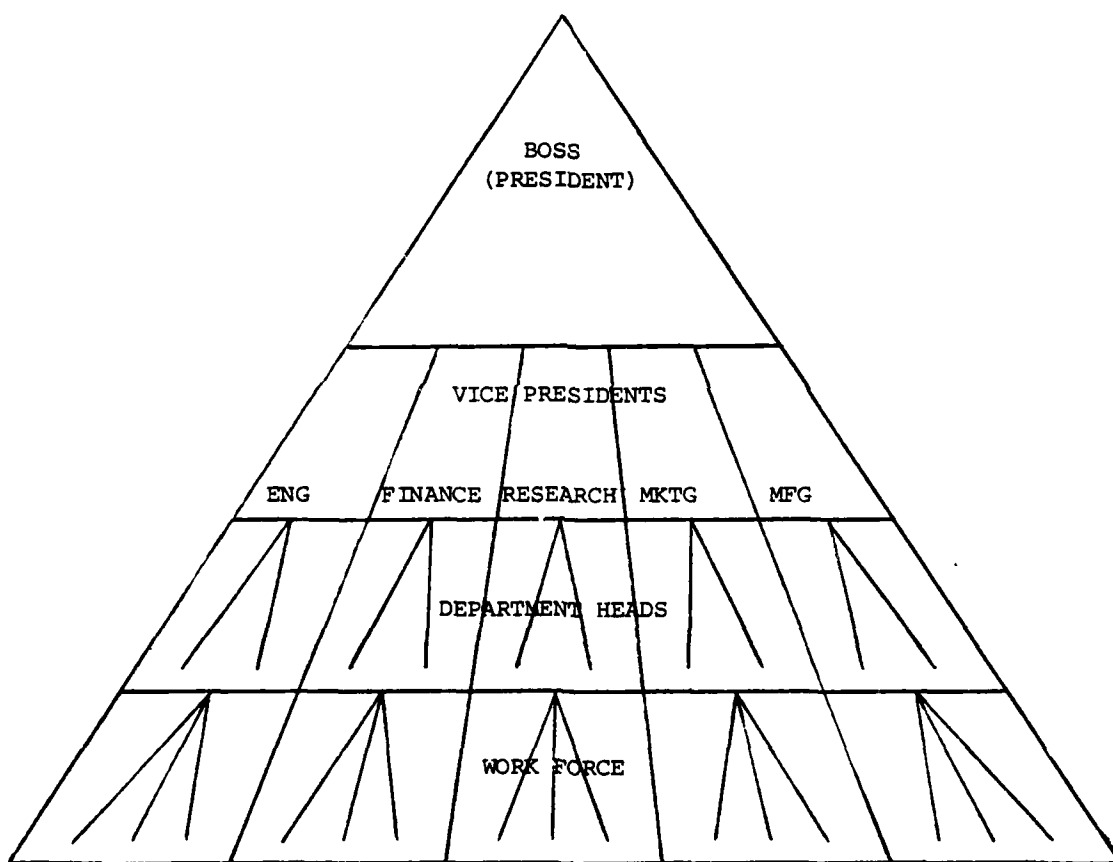 BOSS
(PRESIDENT)
VICE PRESIDENTS
ENG FINANCE RESEARCH MKTG MFG
DEPARTMENT HEADS
WORK FORCE